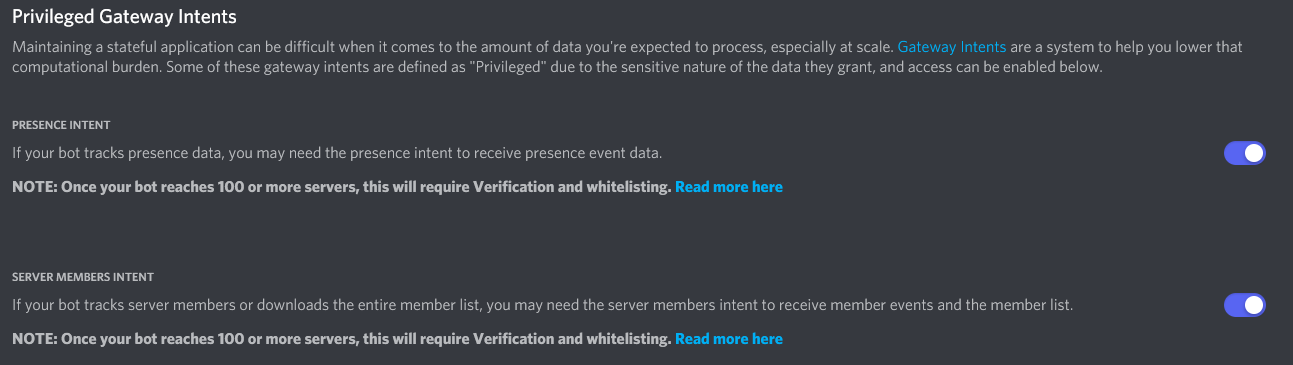 Privileged Gateway Intents
Maintaining a stateful application can be difficult when it comes to the amount of data you're expected to process, especially at scale. Gateway Intents are a system to help you lower that
computational burden. Some of these gateway intents are defined as "Privileged" due to the sensitive nature of the data they grant, and access can be enabled below.
PRESENCE INTENT
If your bot tracks presence data, you may need the presence intent to receive presence event data.
NOTE: Once your bot reaches 100 or more servers, this will require Verification and whitelisting. Read more here
SERVER MEMBERS INTENT
If your bot tracks server members or downloads the entire member list, you may need the server members intent to receive member events and the member list.
NOTE: Once your bot reaches 100 or more servers, this will require Verification and whitelisting. Read more here